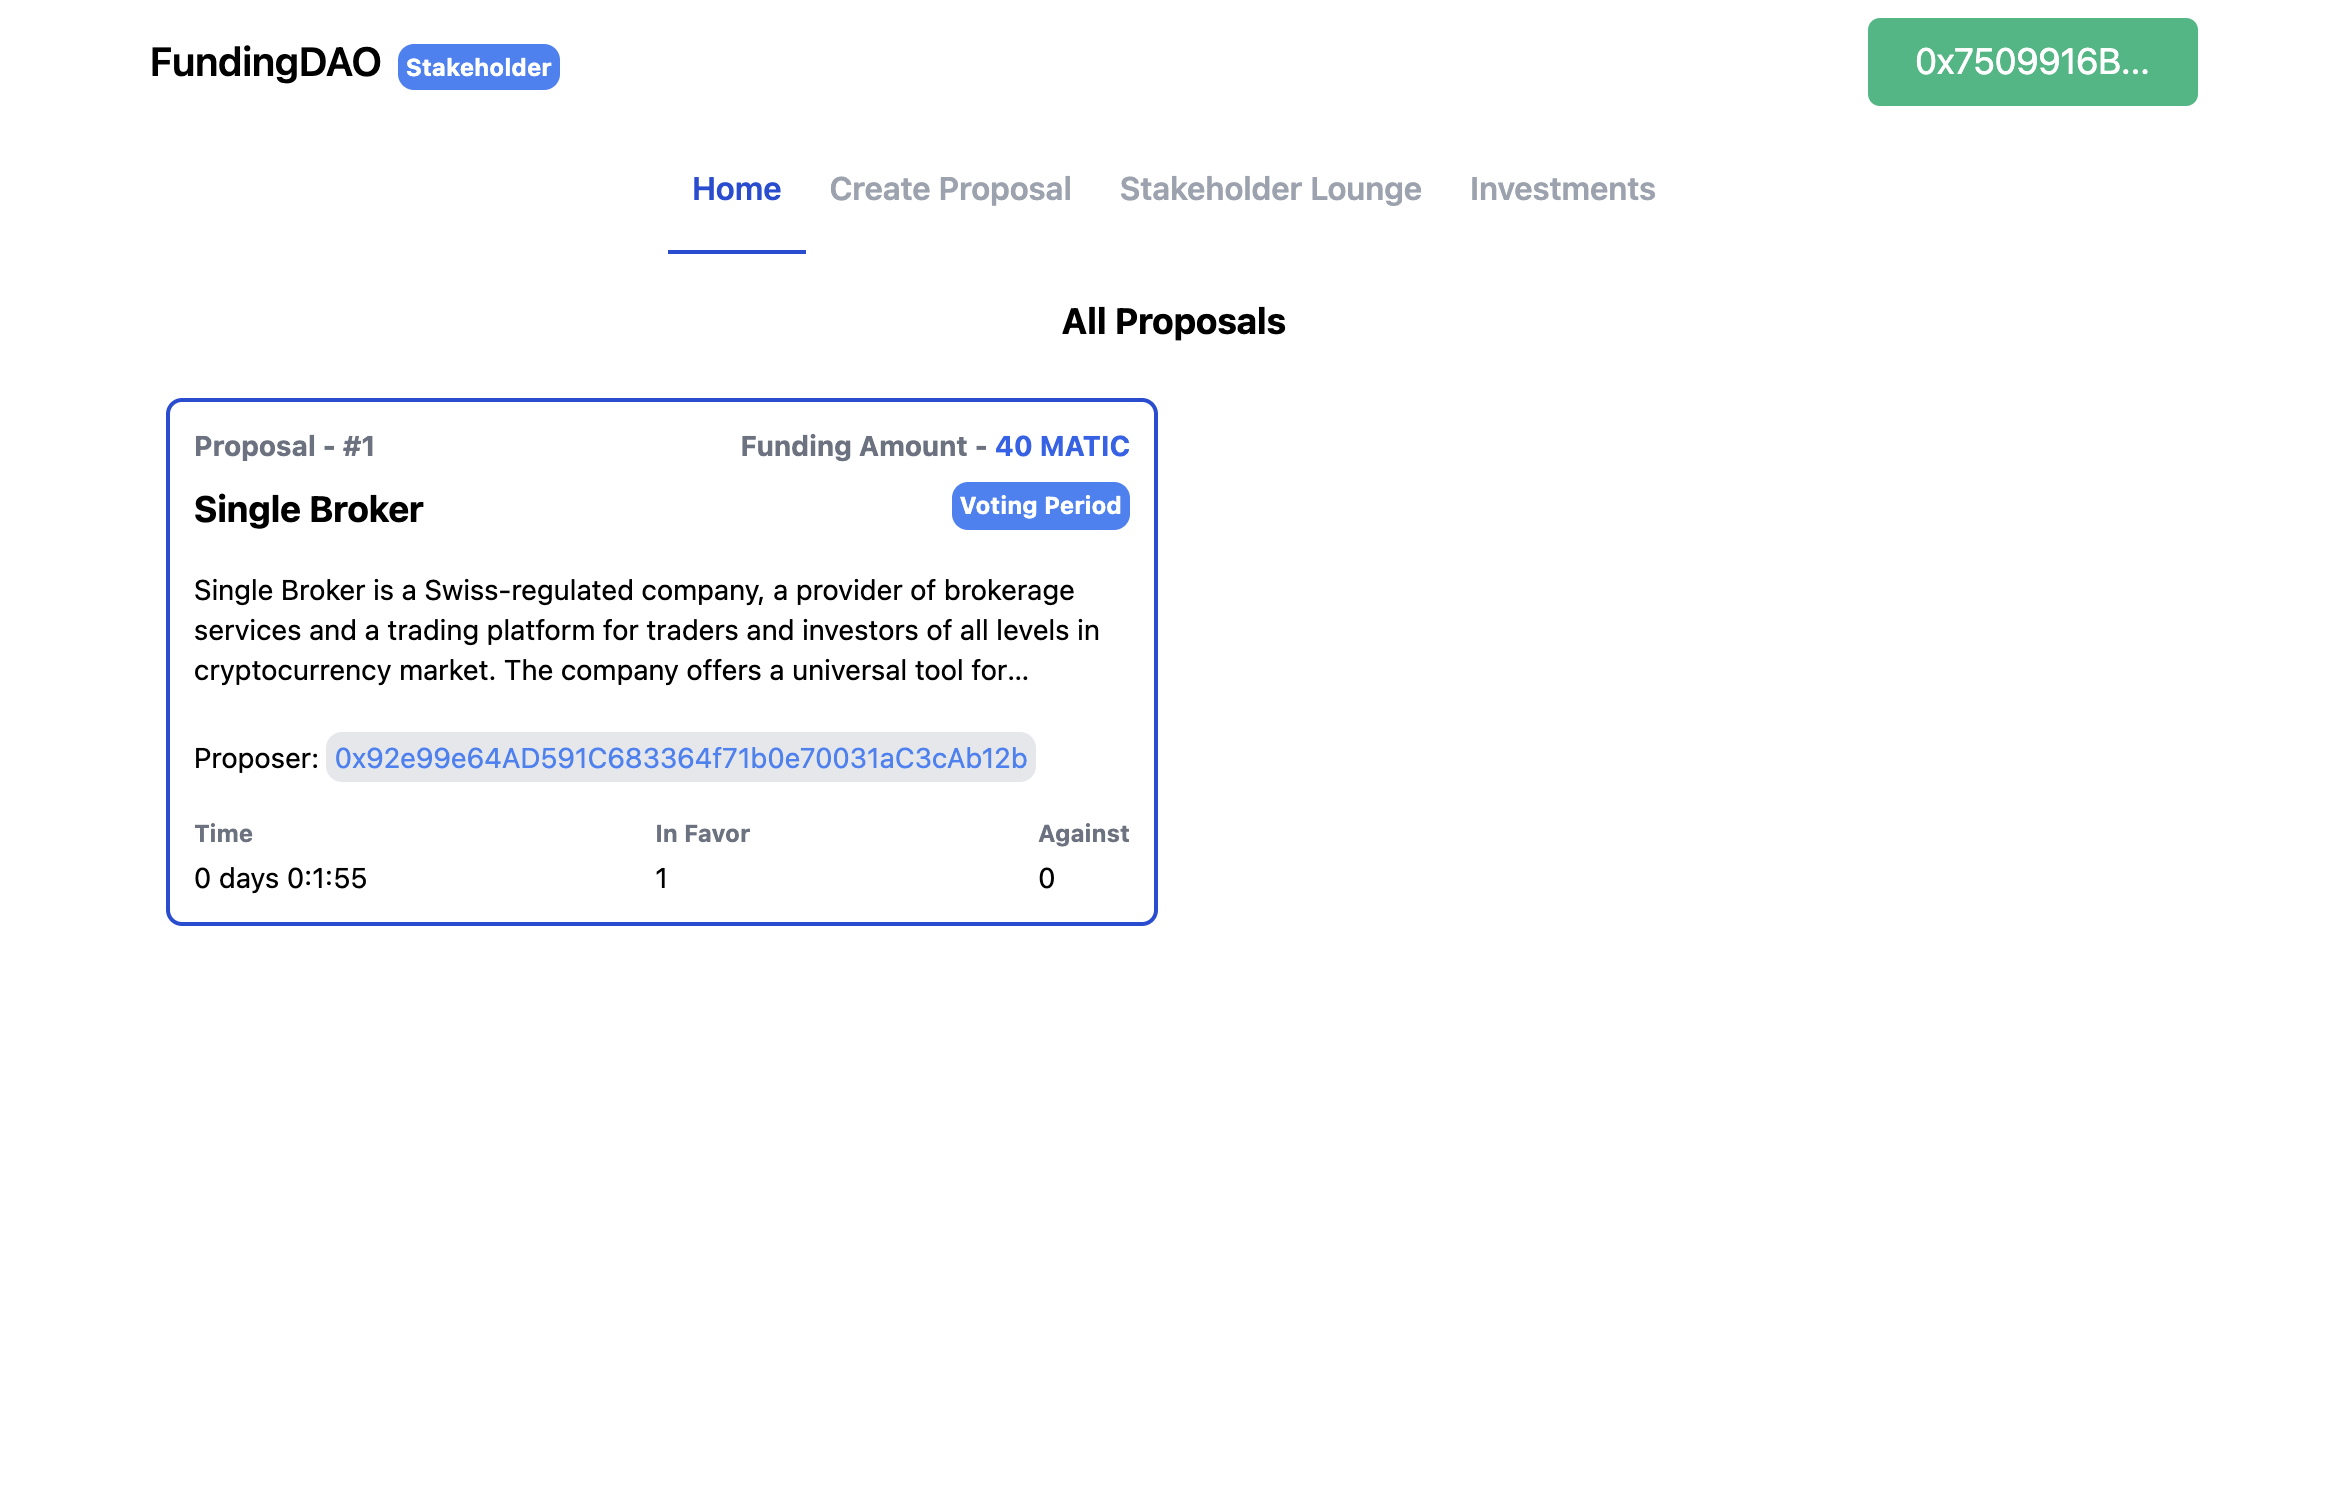 FundingDAO Stakeholder 0x7509916B...
Home Create Proposal Stakeholder Lounge Investments
All Proposals
Proposal - #1 Funding Amount - 40 MATIC
Single Broker Voting Period
Single Broker is a Swiss-regulated company, a provider of brokerage
services and a trading platform for traders and investors of all levels in
cryptocurrency market. The company offers a universal tool for...
Proposer: 0x92e99e64AD591C683364f71b0e70031aC3cAb12b
Time In Favor Against
0 days 0:1:55 1 0